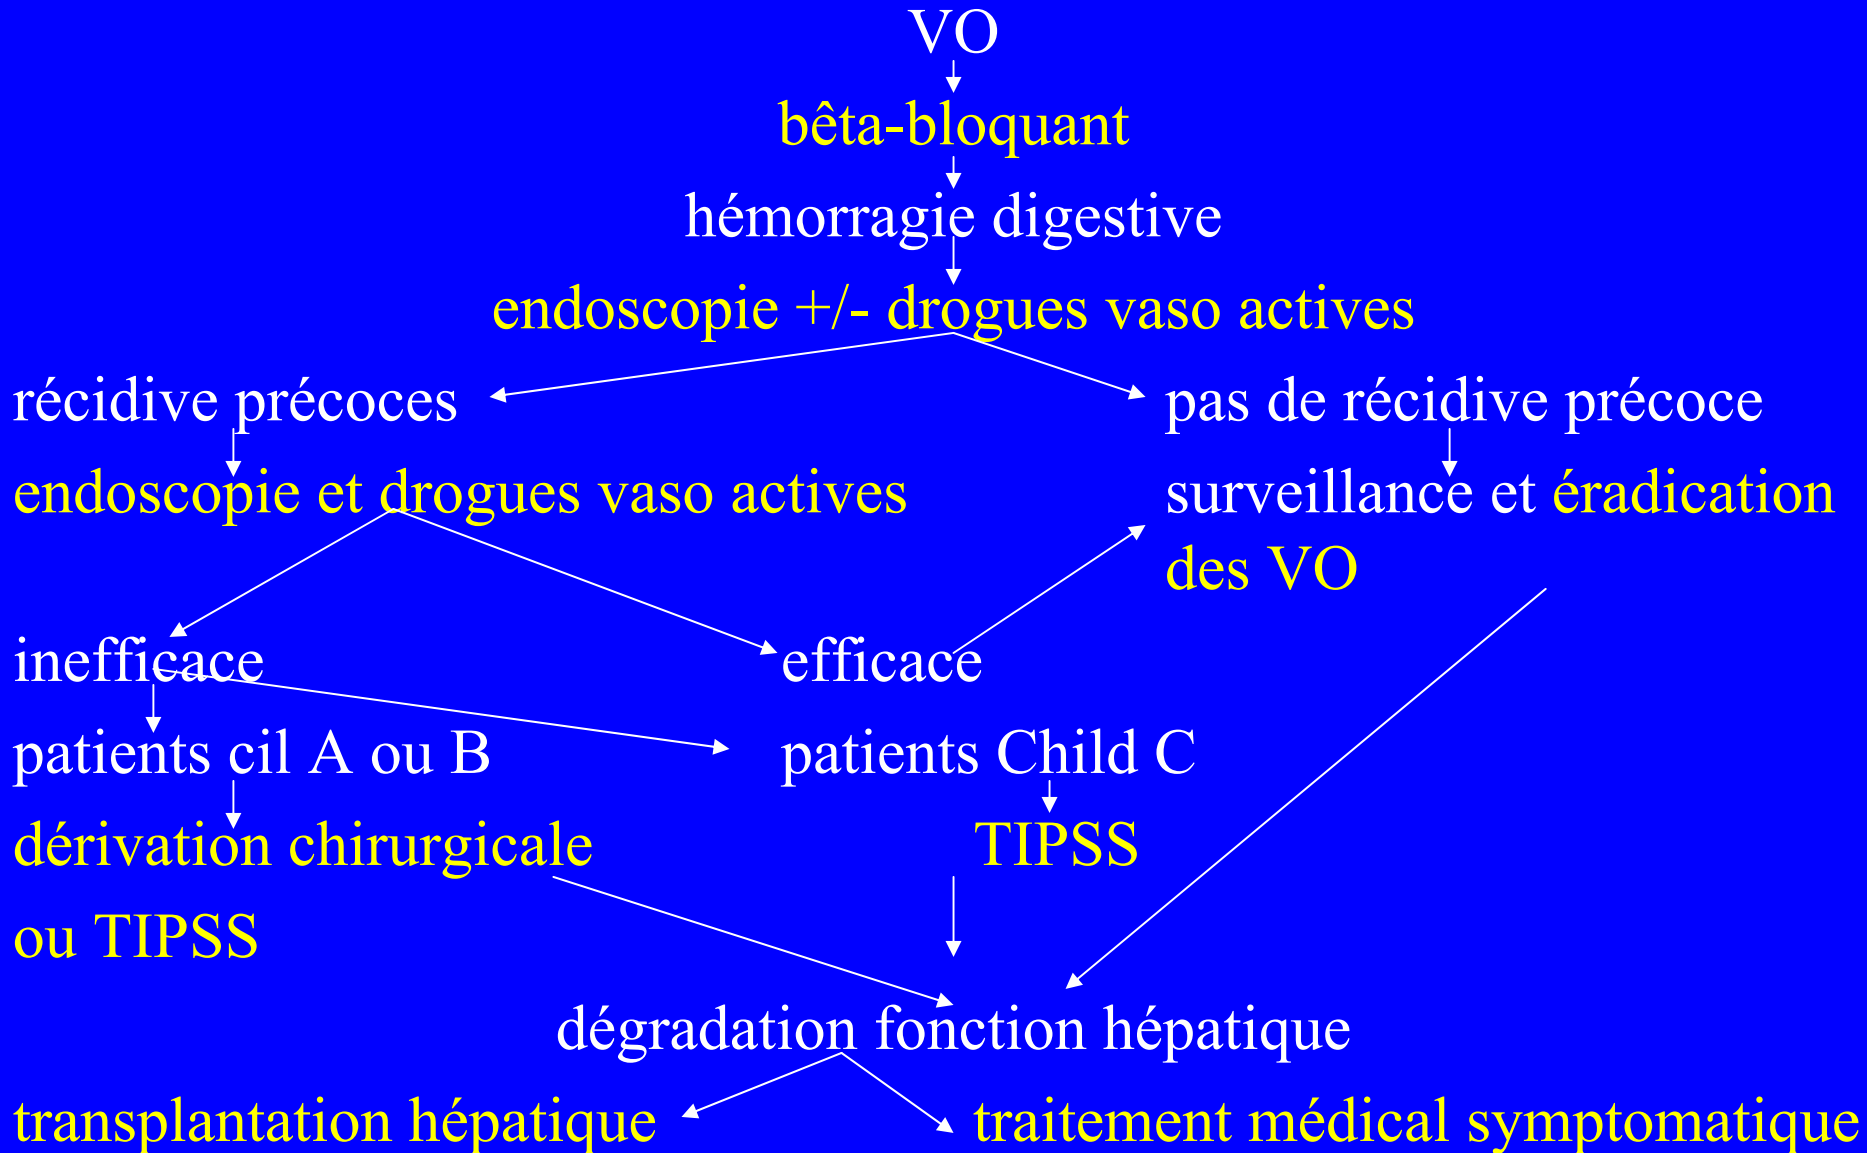 VO
bêta-bloquant
hémorragie digestive
endoscopie +/- drogues vaso actives
récidive précoces
pas de récidive précoce
endoscopie et drogues vaso actives
surveillance et éradication
des VO
inefficace
efficace
patients cil A ou B
patients Child C
dérivation chirurgicale
ou TIPSS
TIPSS
dégradation fonction hépatique
transplantation hépatique
traitement médical symptomatique